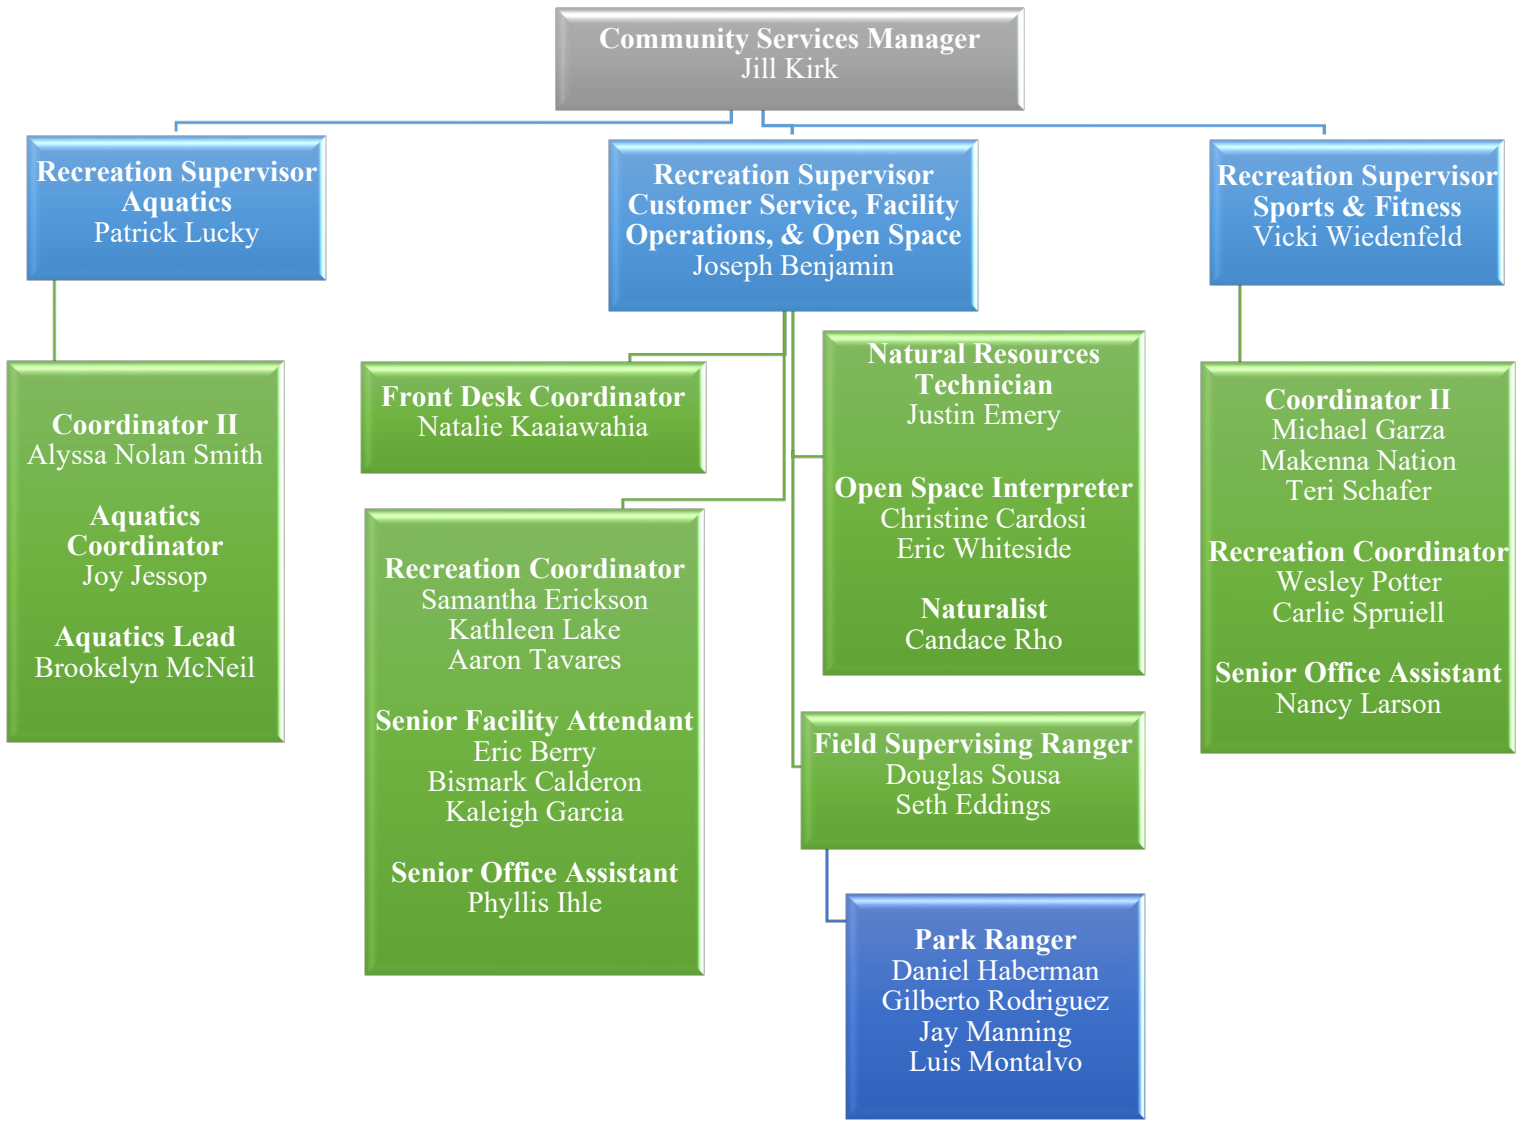 Community Services Manager
Jill Kirk
Recreation Supervisor
Aquatics
Patrick Lucky
Recreation Supervisor
Customer Service, Facility
Operations, & Open Space
Joseph Benjamin
Recreation Supervisor
Sports & Fitness
Vicki Wiedenfeld
Coordinator II
Alyssa Nolan Smith
Aquatics
Coordinator
Joy Jessop
Aquatics Lead
Brookelyn McNeil
Front Desk Coordinator
Natalie Kaaiawahia
Recreation Coordinator
Samantha Erickson
Kathleen Lake
Aaron Tavares
Senior Facility Attendant
Eric Berry
Bismark Calderon
Kaleigh Garcia
Senior Office Assistant
Phyllis Ihle
Natural Resources
Technician
Justin Emery
Open Space Interpreter
Christine Cardosi
Eric Whiteside
Naturalist
Candace Rho
Field Supervising Ranger
Douglas Sousa
Seth Eddings
Park Ranger
Daniel Haberman
Gilberto Rodriguez
Jay Manning
Luis Montalvo
Coordinator II
Michael Garza
Makenna Nation
Teri Schafer
Recreation Coordinator
Wesley Potter
Carlie Spruiell
Senior Office Assistant
Nancy Larson